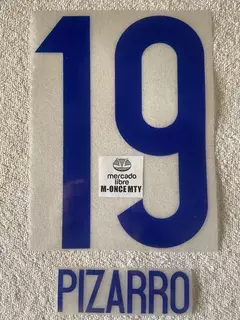 19
mercado
libre
M-ONCE MTY
PIZARRO